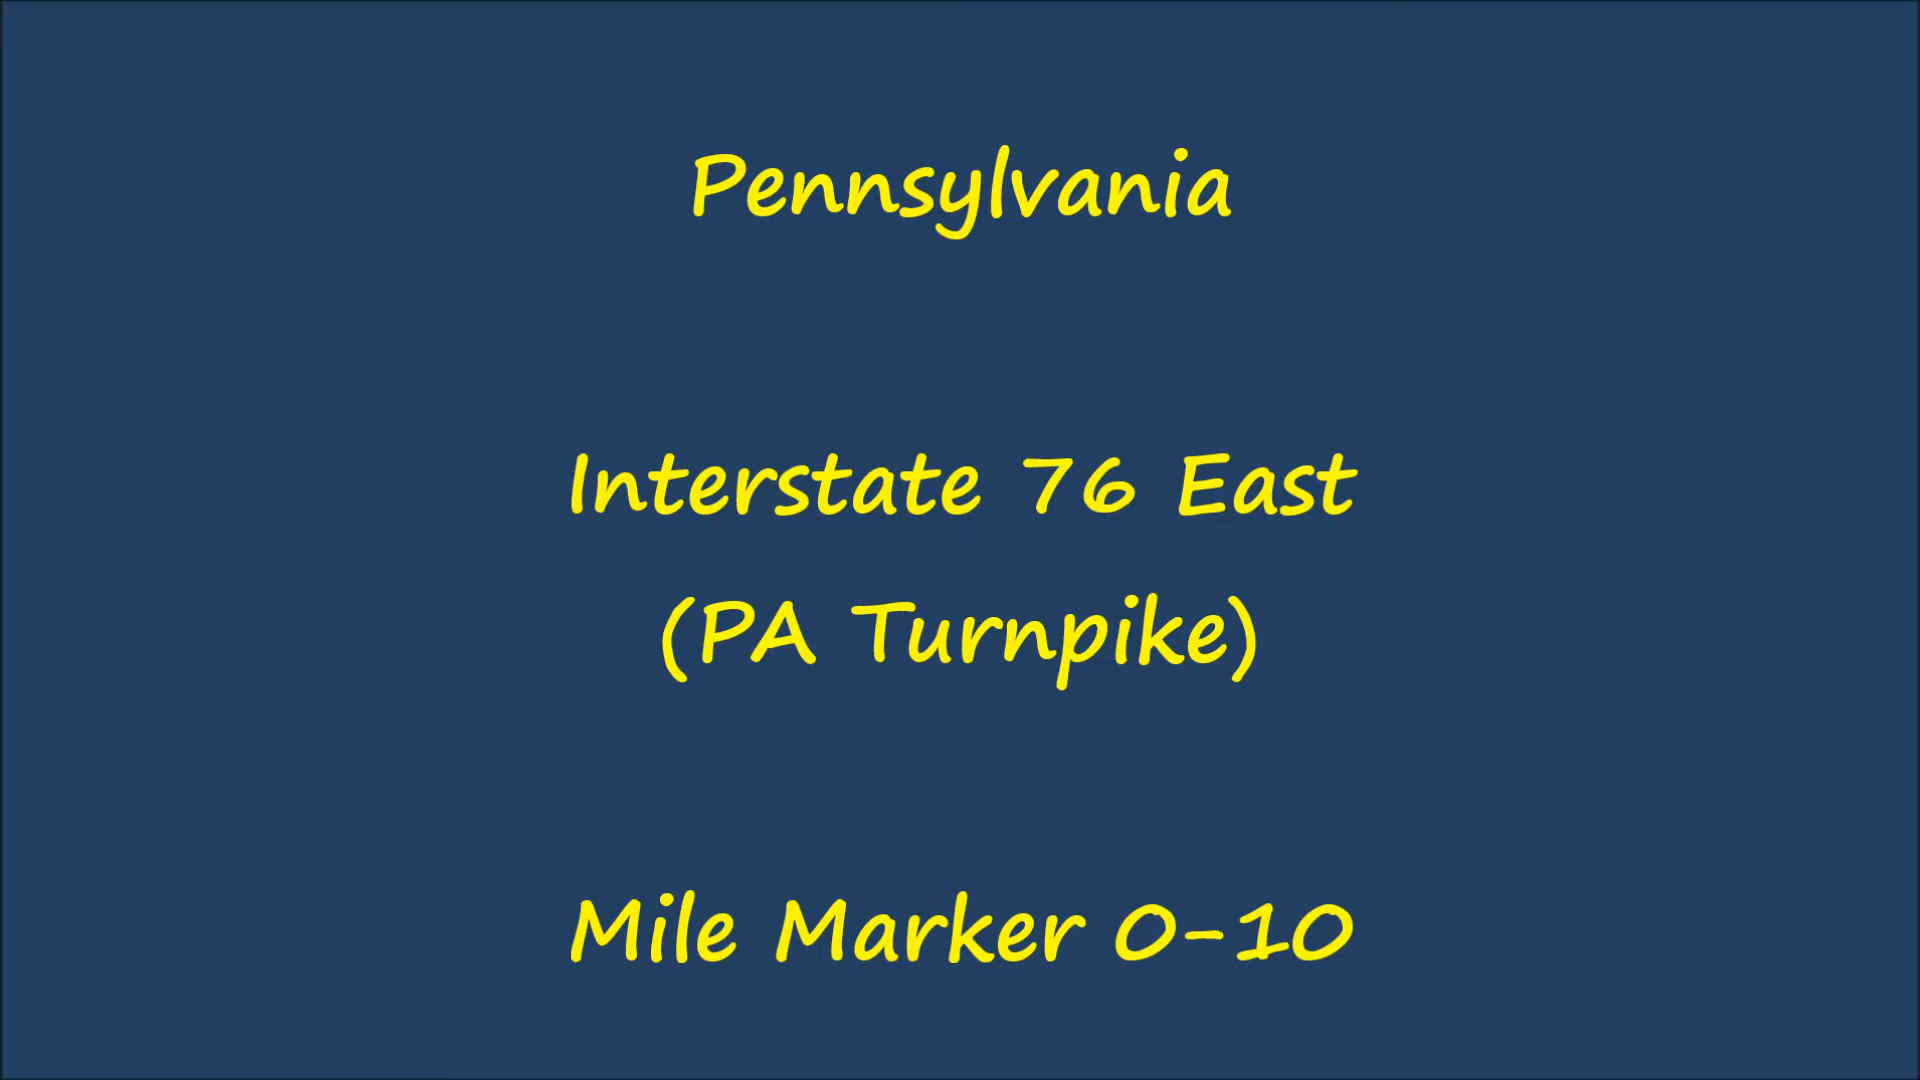 Pennsylvania
Interstate 76 East
(PA Turnpike)
Mile Marker 0-10